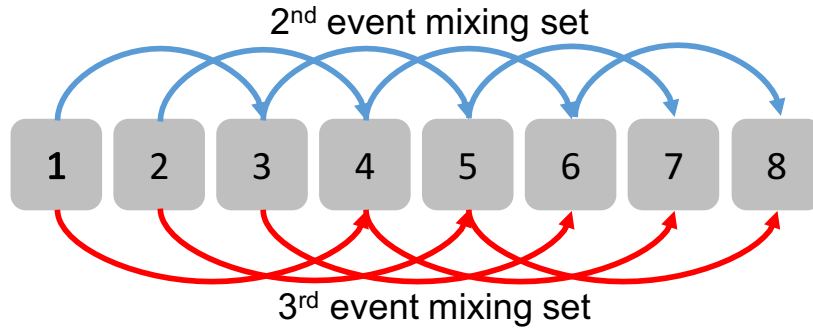 2nd event mixing set
1 2 3 4 5 6 7 8
3rd event mixing set